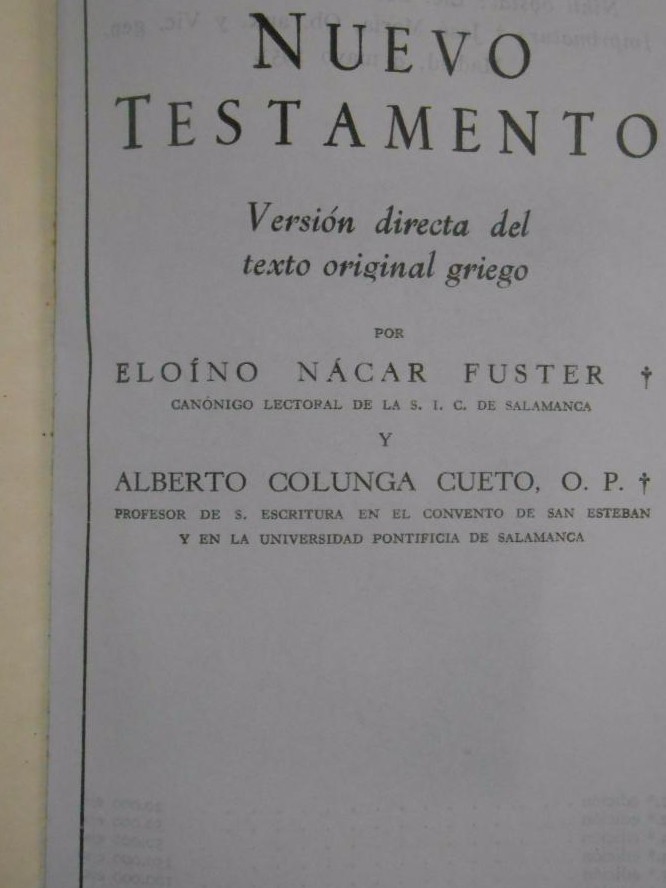 NUEVO
TESTAMENTO
Versión directa del
texto original griego
POR
ELOÍNO NÁCAR FUSTER †
CANÓNIGO LECTORAL DE LA S. I. C. DE SALAMANCA
Y
ALBERTO COLUNGA CUETO, O. P. †
PROFESOR DE S. ESCRITURA EN EL CONVENTO DE SAN ESTEBAN
Y EN LA UNIVERSIDAD PONTIFICIA DE SALAMANCA